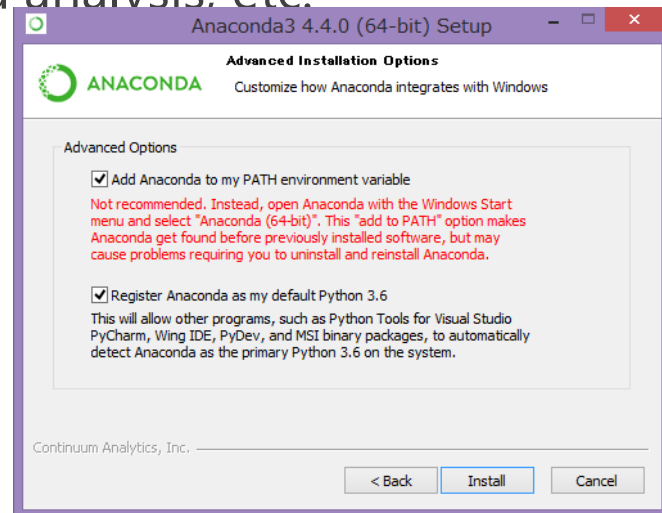 analysis, etc.
Anaconda3 4.4.0 (64-bit) Setup
ANACONDA
Advanced Installation Options
Customize how Anaconda integrates with Windows
Advanced Options
Add Anaconda to my PATH environment variable
Not recommended. Instead, open Anaconda with the Windows Start
menu and select "Anaconda (64-bit)". This "add to PATH" option makes
Anaconda get found before previously installed software, but may
cause problems requiring you to uninstall and reinstall Anaconda.
Register Anaconda as my default Python 3.6
This will allow other programs, such as Python Tools for Visual Studio
PyCharm, Wing IDE, PyDev, and MSI binary packages, to automatically
detect Anaconda as the primary Python 3.6 on the system.
Continuum Analytics, Inc.
< Back
Install
Cancel